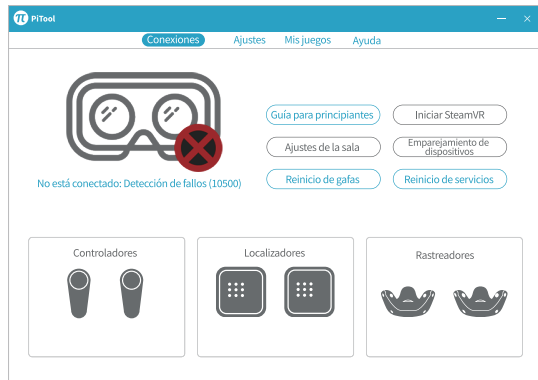 PiTool
Conexiones Ajustes Mis juegos Ayuda
Guía para principiantes Iniciar SteamVR
Ajustes de la sala Emparejamiento de
dispositivos
No está conectado: Detección de fallos (10500) Reinicio de gafas Reinicio de servicios
Controladores Localizadores Rastreadores